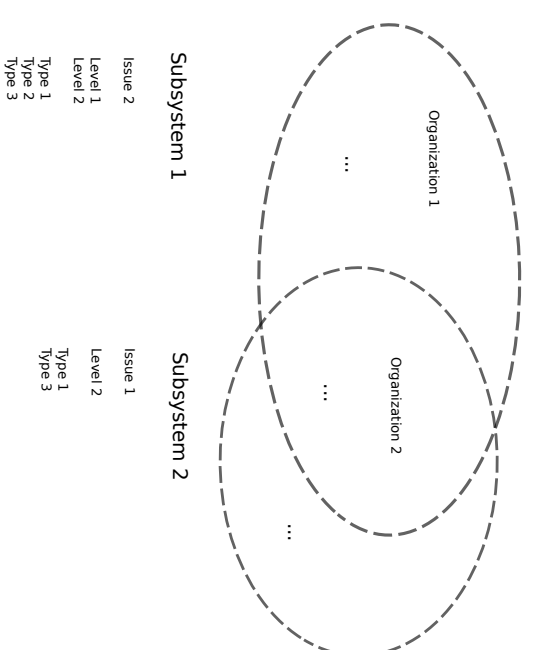 Organization 1
...
Organization 2
...
...
Subsystem 1
Issue 2
Level 1
Level 2
Type 1
Type 2
Type 3
Subsystem 2
Issue 1
Level 2
Type 1
Type 3